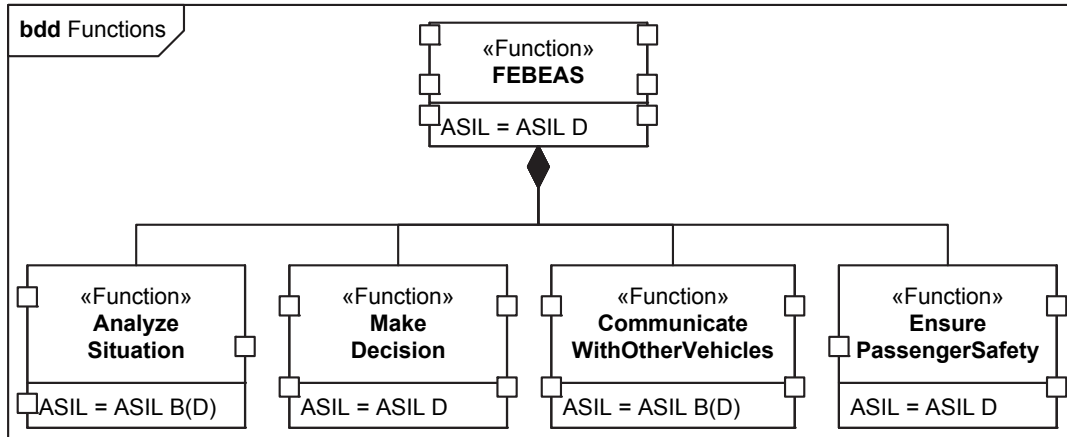 bdd Functions
«Function»
FEBEAS
ASIL = ASIL D
«Function»
Analyze
Situation
ASIL = ASIL B(D)
«Function»
Make
Decision
ASIL = ASIL D
«Function»
Communicate
WithOtherVehicles
ASIL = ASIL B(D)
«Function»
Ensure
PassengerSafety
ASIL = ASIL D